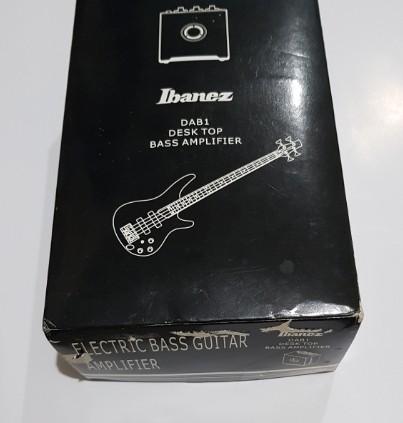 Ibanez
DAB1
DESK TOP
BASS AMPLIFIER
ELECTRIC BASS GUITAR
AMPLIFIER
Ibanez
DAB1
DESK TOP
BASS AMPLIFIER